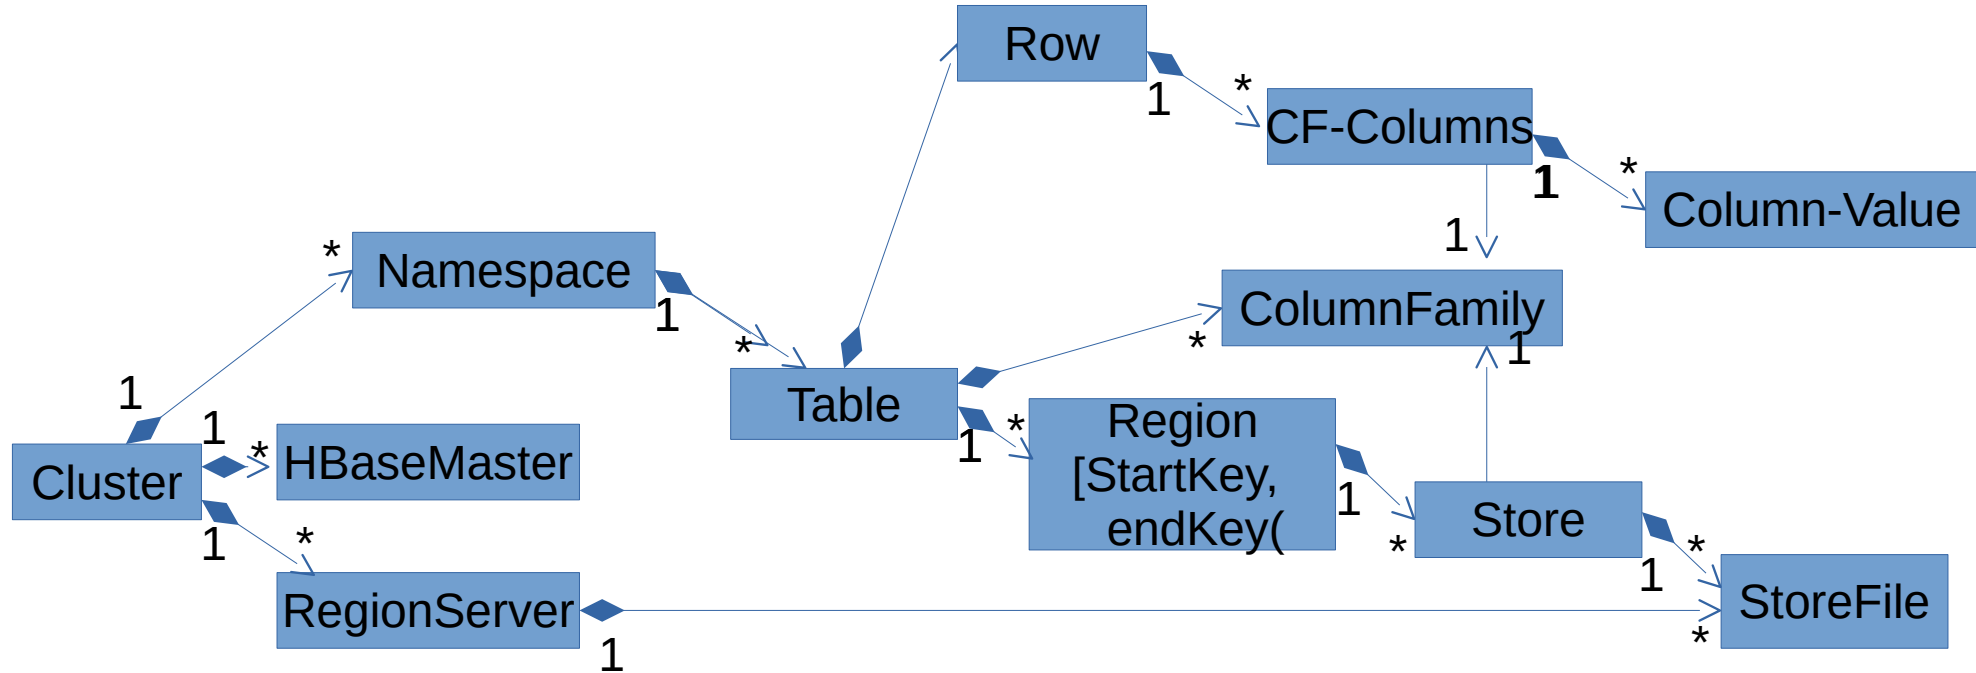 Row
1
*
CF-Columns
1
*
Column-Value
1
*
Namespace
1
*
ColumnFamily
1
*
Table
1
*
Region
[StartKey,
endKey(
1
*
Store
1
*
StoreFile
1
1
*
HBaseMaster
Cluster
1
*
RegionServer
1
*